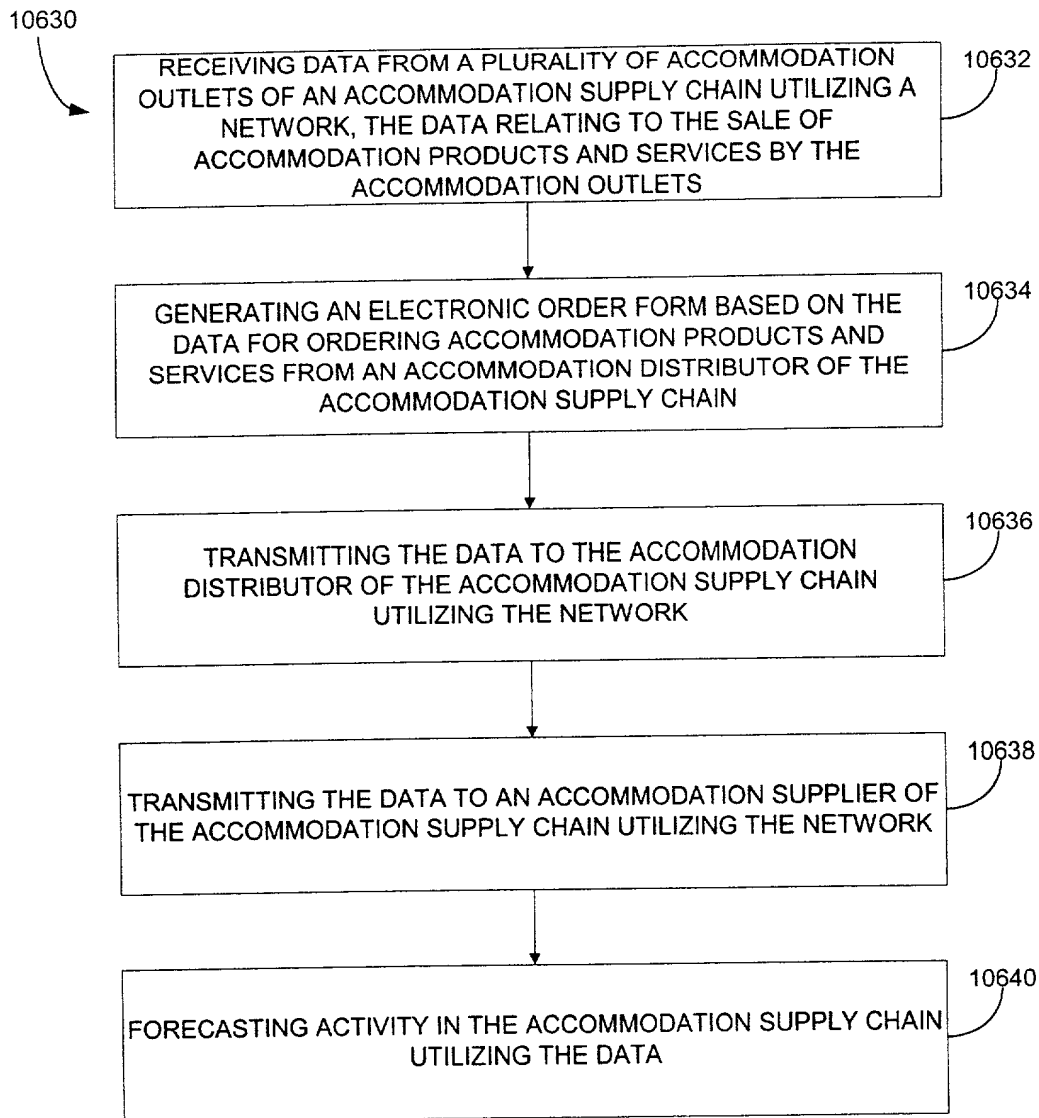 10630
RECEIVING DATA FROM A PLURALITY OF ACCOMMODATION
OUTLETS OF AN ACCOMMODATION SUPPLY CHAIN UTILIZING A
NETWORK, THE DATA RELATING TO THE SALE OF
ACCOMMODATION PRODUCTS AND SERVICES BY THE
ACCOMMODATION OUTLETS
10632
GENERATING AN ELECTRONIC ORDER FORM BASED ON THE
DATA FOR ORDERING ACCOMMODATION PRODUCTS AND
SERVICES FROM AN ACCOMMODATION DISTRIBUTOR OF THE
ACCOMMODATION SUPPLY CHAIN
10634
TRANSMITTING THE DATA TO THE ACCOMMODATION
DISTRIBUTOR OF THE ACCOMMODATION SUPPLY CHAIN
UTILIZING THE NETWORK
10636
TRANSMITTING THE DATA TO AN ACCOMMODATION SUPPLIER OF
THE ACCOMMODATION SUPPLY CHAIN UTILIZING THE NETWORK
10638
FORECASTING ACTIVITY IN THE ACCOMMODATION SUPPLY CHAIN
UTILIZING THE DATA
10640